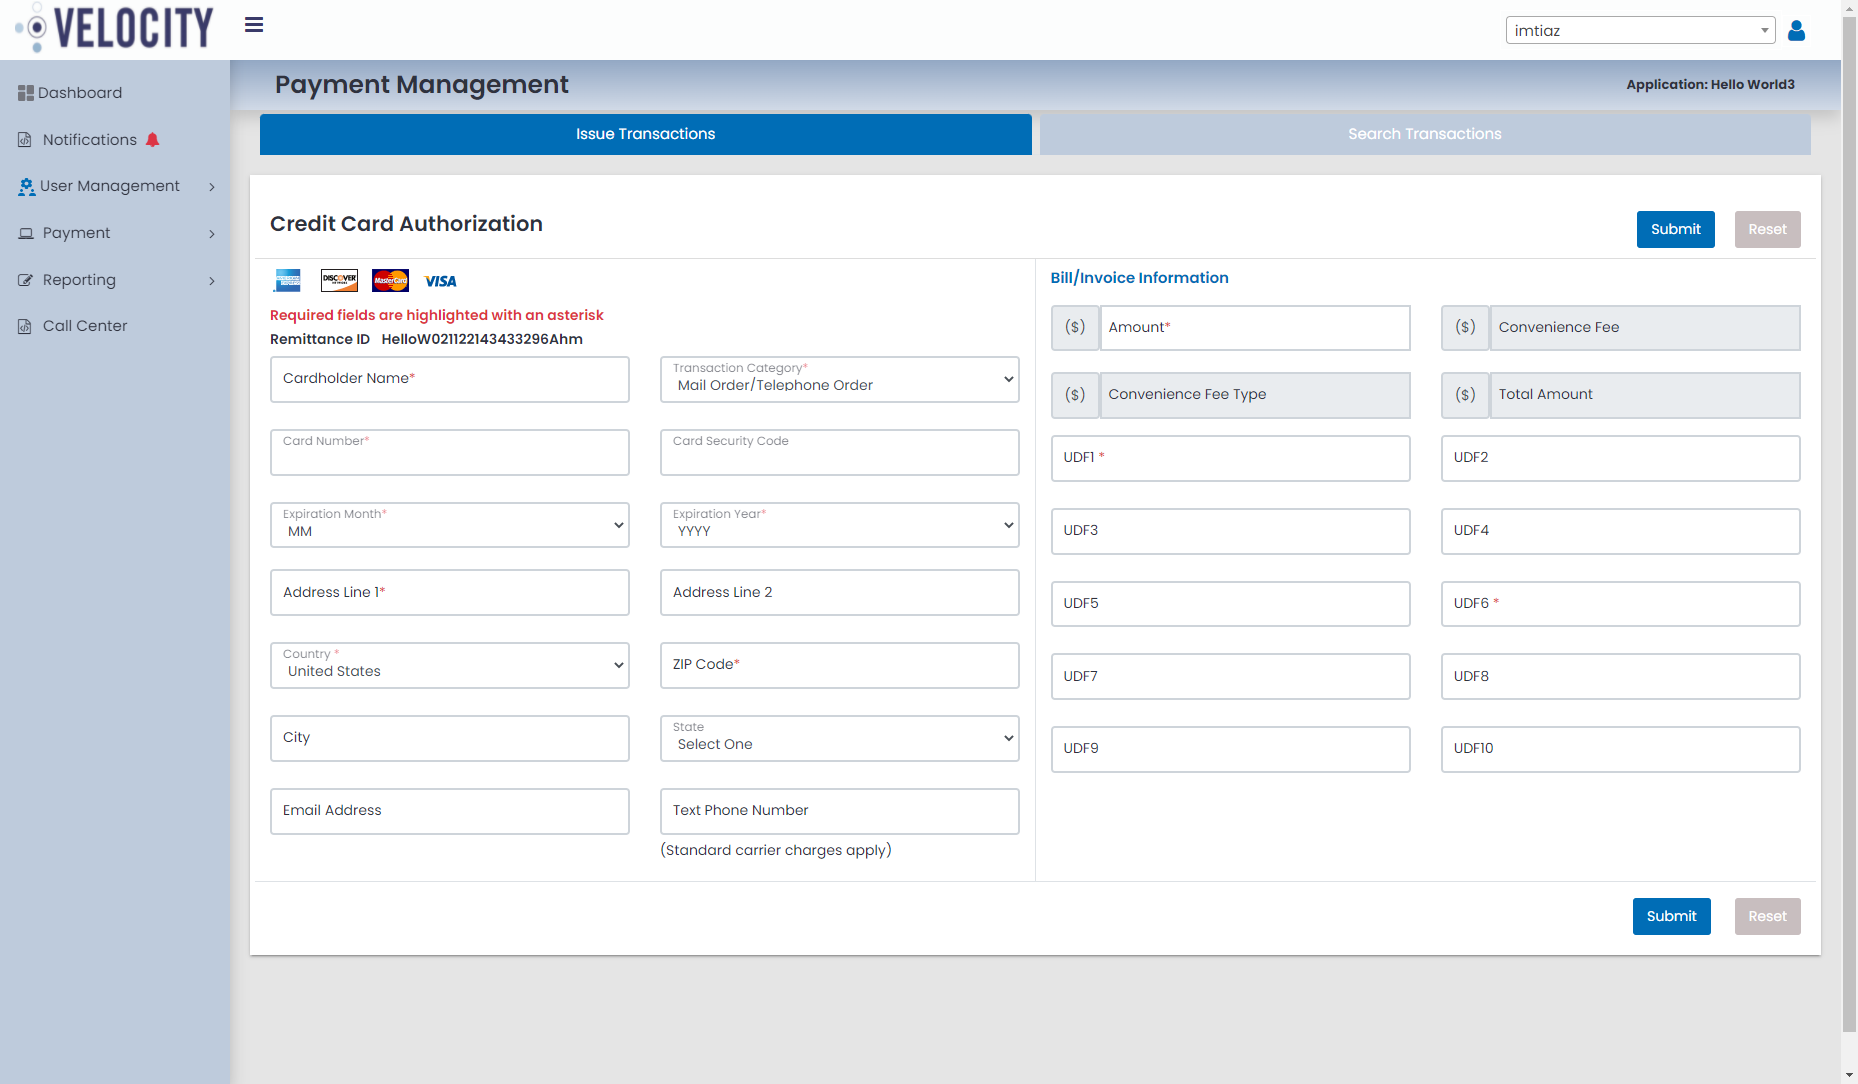 VELOCITY
imtiaz
Dashboard
Notifications
User Management
Payment
Reporting
Call Center
Payment Management
Application: Hello World3
Issue Transactions
Search Transactions
Credit Card Authorization
Submit
Reset
DISCOVER
MasterCard
VISA
Required fields are highlighted with an asterisk
Remittance ID HelloW021122143433296Ahm
Cardholder Name*
Transaction Category*
Mail Order/Telephone Order
Card Number*
Card Security Code
Expiration Month*
MM
Expiration Year*
YYYY
Address Line 1*
Address Line 2
Country *
United States
ZIP Code*
City
State
Select One
Email Address
Text Phone Number
(Standard carrier charges apply)
Bill/Invoice Information
($) Amount*
($) Convenience Fee
($) Convenience Fee Type
($) Total Amount
UDF1 *
UDF2
UDF3
UDF4
UDF5
UDF6 *
UDF7
UDF8
UDF9
UDF10
Submit
Reset